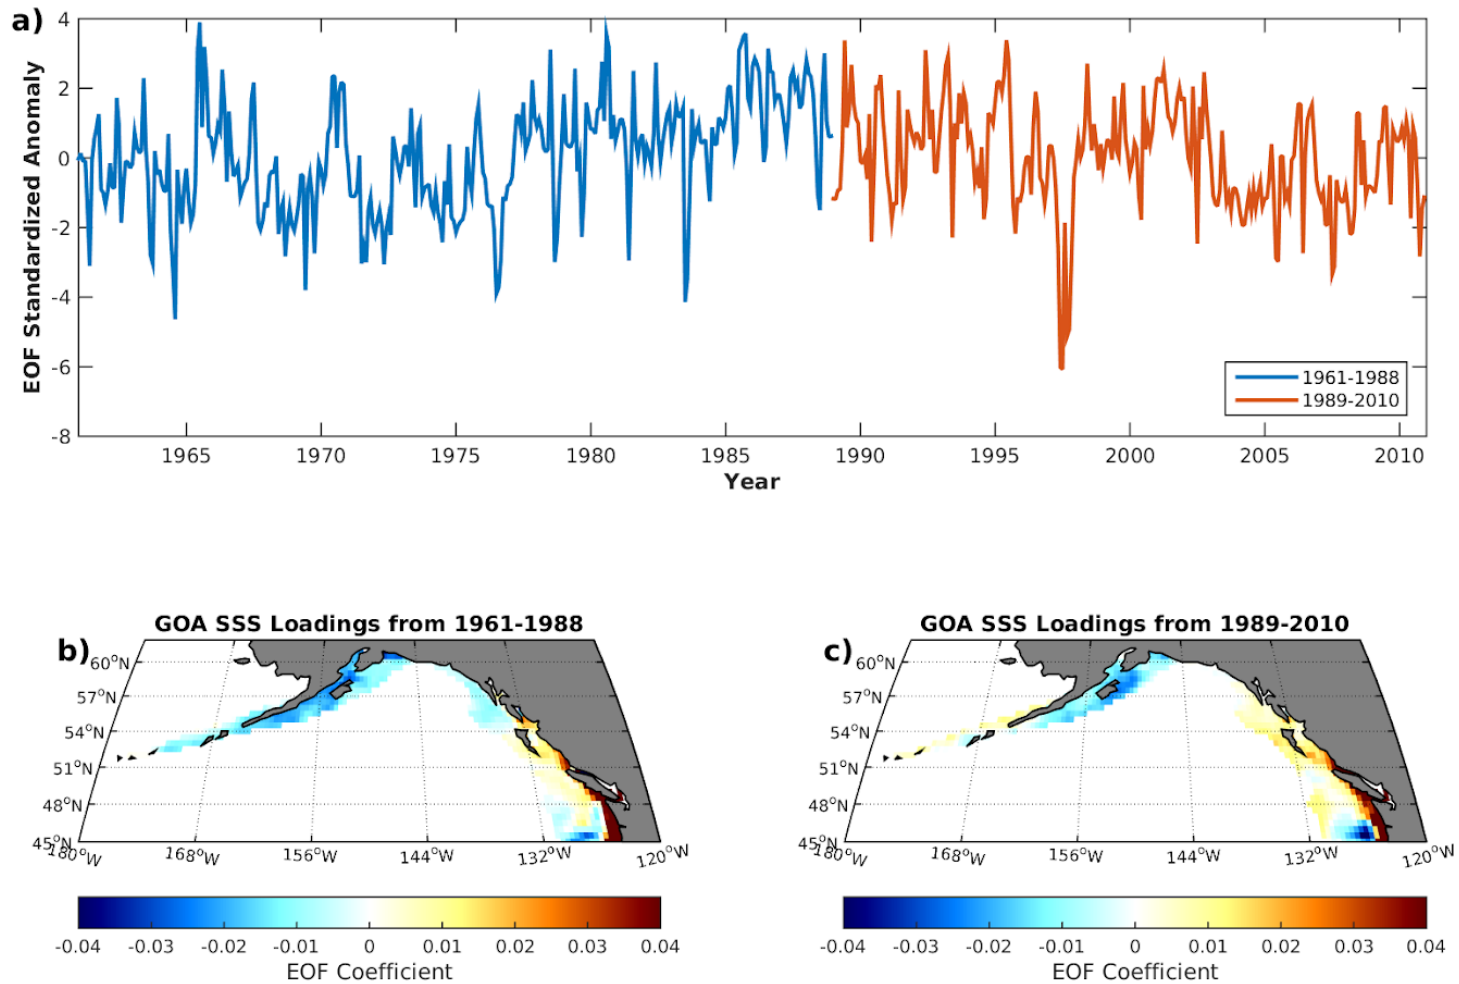 a)
4
2
0
-2
-4
-6
-8
EOF Standardized Anomaly
1965 1970 1975 1980 1985 1990 1995 2000 2005 2010
Year
1961-1988
1989-2010
b)
GOA SSS Loadings from 1961-1988
60°N
57°N
54°N
51°N
48°N
45°N
180°W 168°W 156°W 144°W 132°W 120°W
-0.04 -0.03 -0.02 -0.01 0 0.01 0.02 0.03 0.04
EOF Coefficient
c)
GOA SSS Loadings from 1989-2010
60°N
57°N
54°N
51°N
48°N
45°N
180°W 168°W 156°W 144°W 132°W 120°W
-0.04 -0.03 -0.02 -0.01 0 0.01 0.02 0.03 0.04
EOF Coefficient